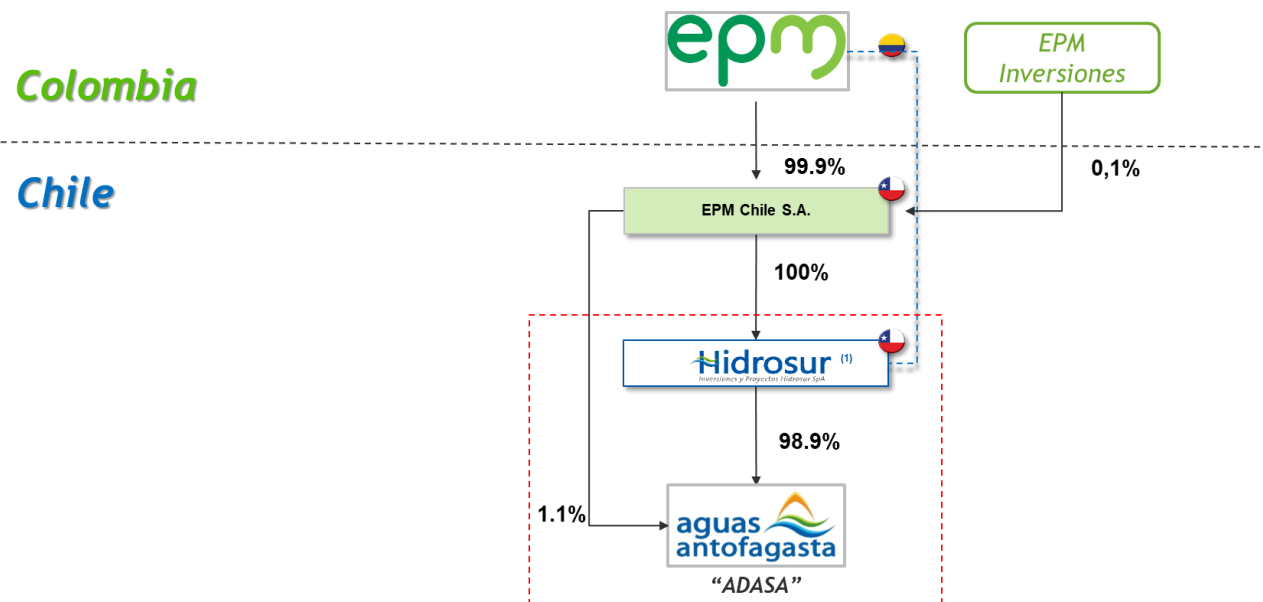 epm
EPM
Inversiones
Colombia
Chile
99.9%
0,1%
EPM Chile S.A.
100%
Hidrosur (1)
Inversiones y Proyectos Hidrosur SpA
98.9%
1.1%
aguas
antofagasta
“ADASA”